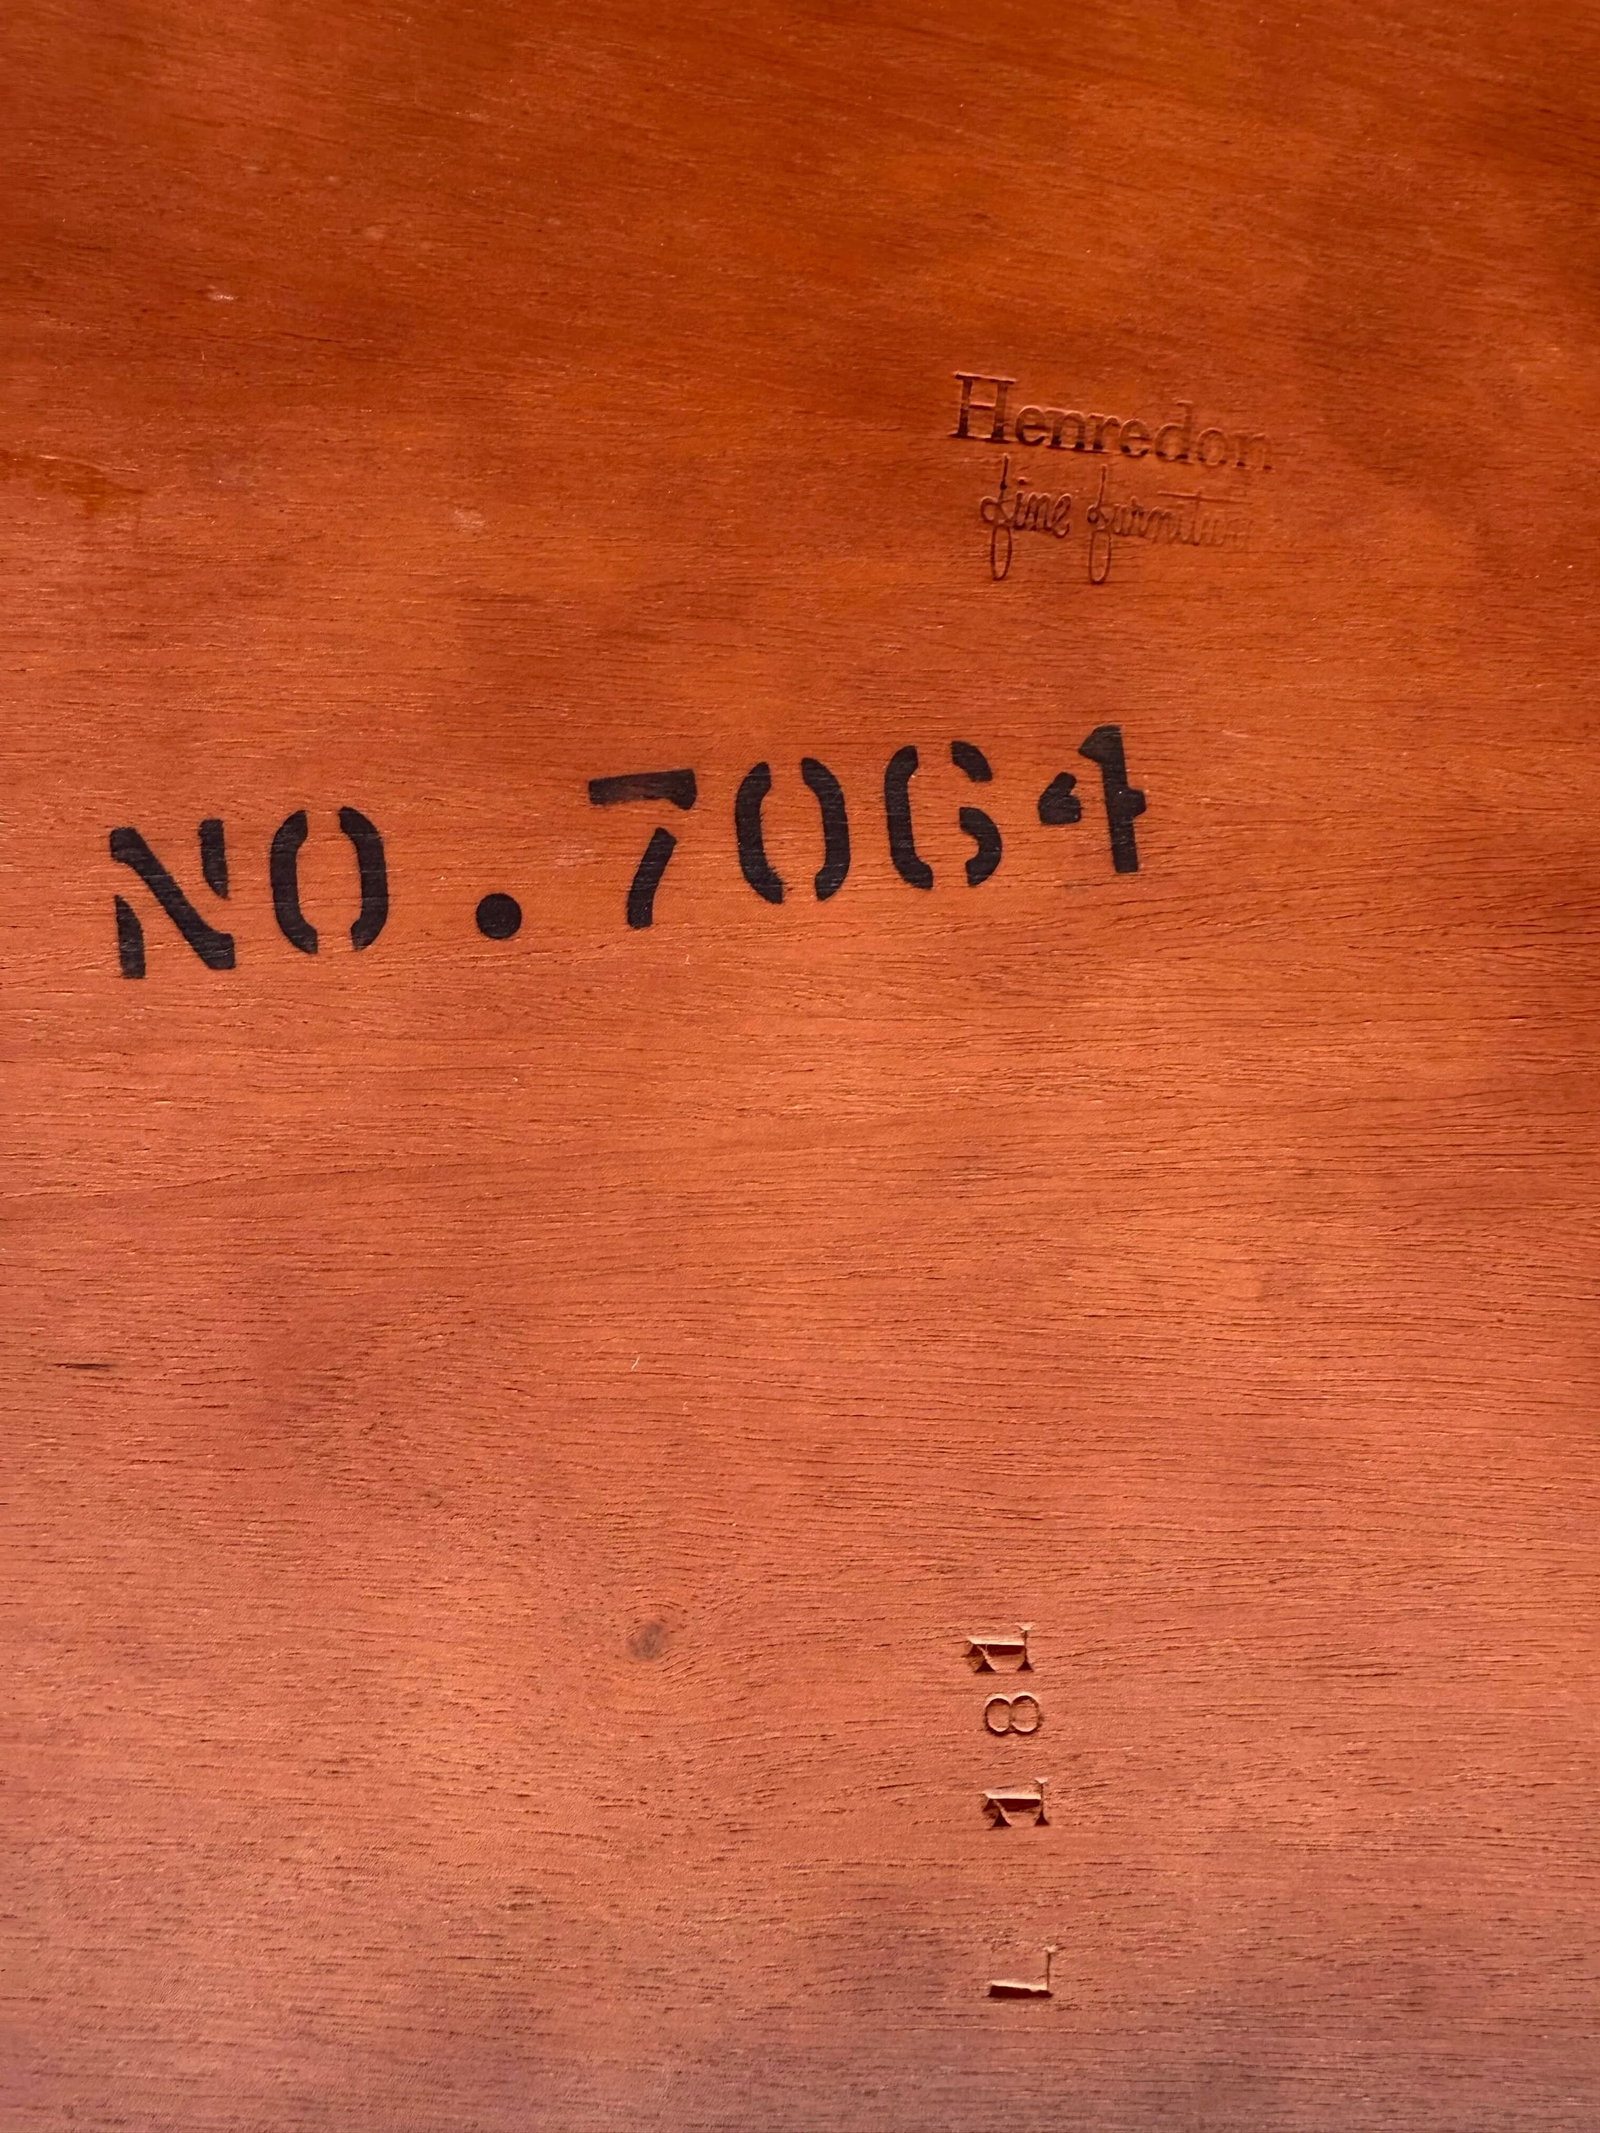 Henredon
fine furniture
NO. 7064